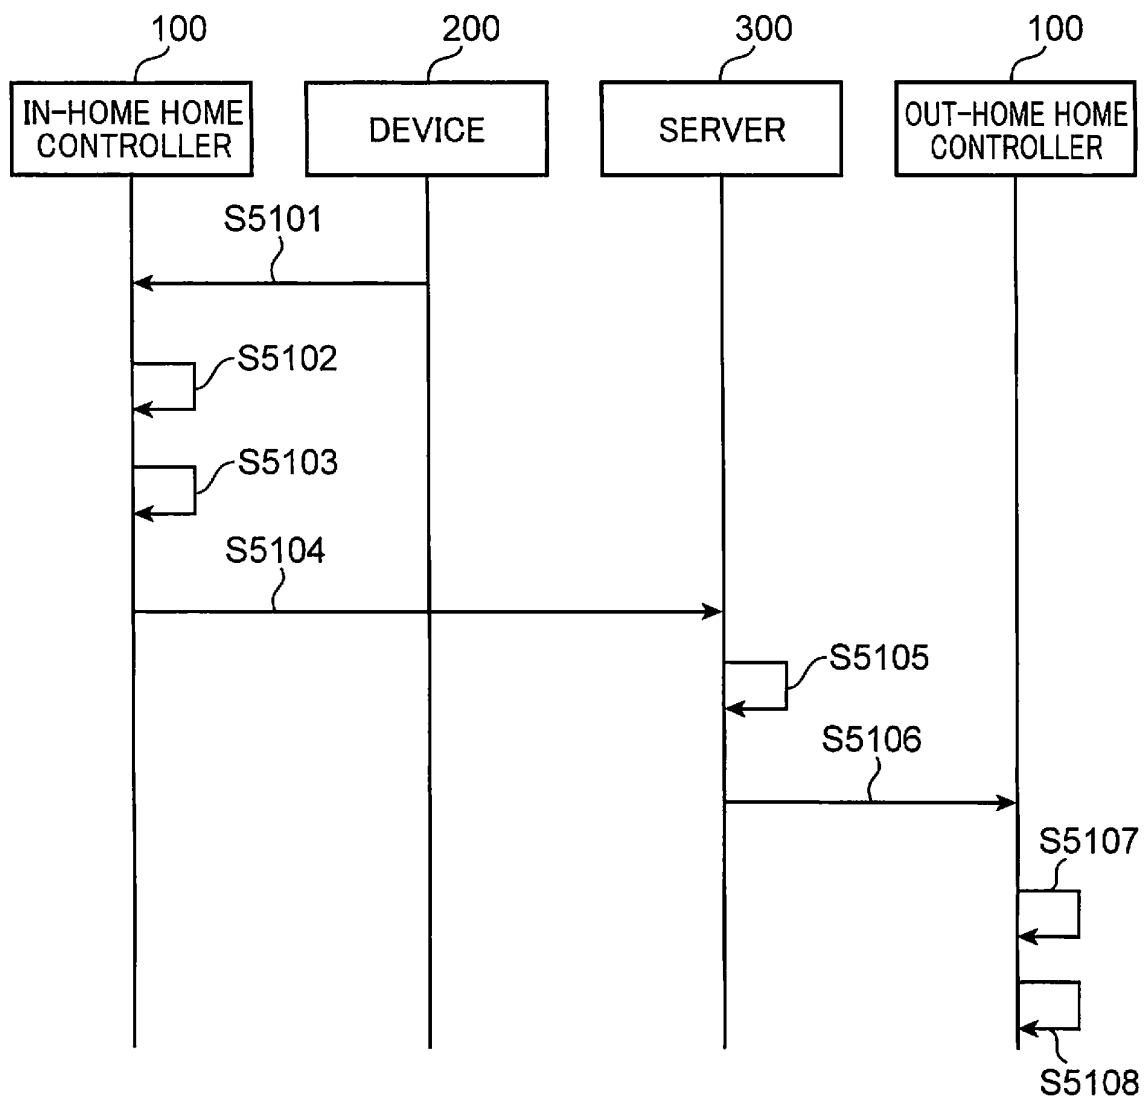 100
200
300
100
IN-HOME HOME
CONTROLLER
DEVICE
SERVER
OUT-HOME HOME
CONTROLLER
S5101
S5102
S5103
S5104
S5105
S5106
S5107
S5108